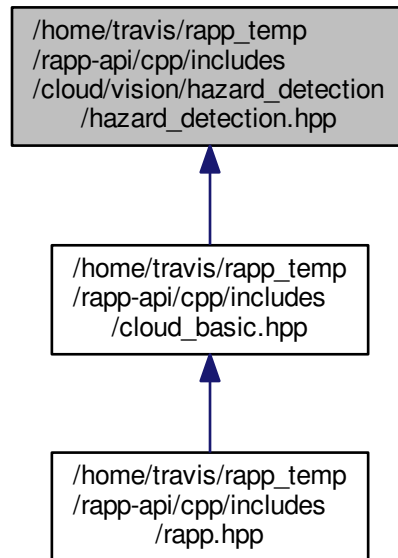 /home/travis/rapp_temp
/rapp-api/cpp/includes
/cloud/vision/hazard_detection
/hazard_detection.hpp
/home/travis/rapp_temp
/rapp-api/cpp/includes
/cloud_basic.hpp
/home/travis/rapp_temp
/rapp-api/cpp/includes
/rapp.hpp